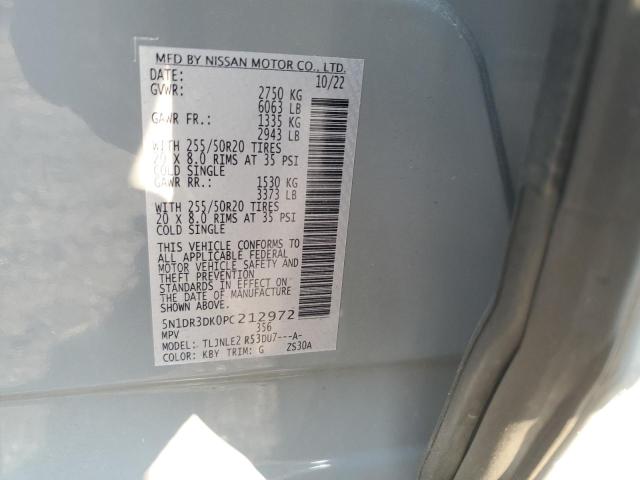 MFD BY NISSAN MOTOR CO., LTD.
DATE: 10/22
GVWR: 2750 KG
6063 LB
GAWR FR.: 1335 KG
2943 LB
WITH 255/50R20 TIRES
20 X 8.0 RIMS AT 35 PSI
COLD SINGLE
GAWR RR.: 1530 KG
3373 LB
WITH 255/50R20 TIRES
20 X 8.0 RIMS AT 35 PSI
COLD SINGLE
THIS VEHICLE CONFORMS TO
ALL APPLICABLE FEDERAL
MOTOR VEHICLE SAFETY AND
THEFT PREVENTION
STANDARDS IN EFFECT ON
THE DATE OF MANUFACTURE
SHOWN ABOVE.
5N1DR3DK0PC212972
MPV 356
MODEL: TLJNLE2 R53DU7---A-
COLOR: KBY TRIM: G ZS30A